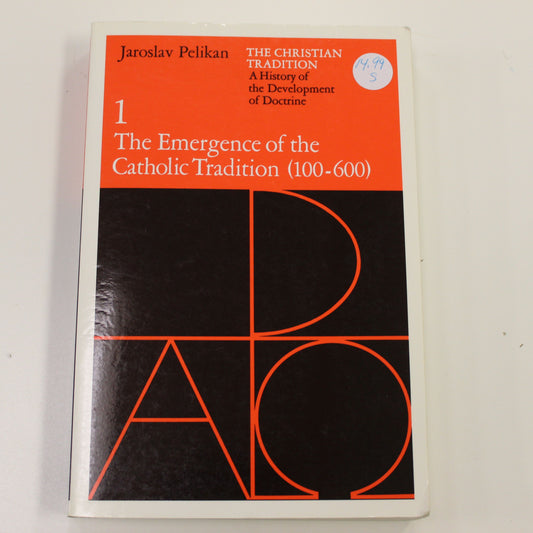 Jaroslav Pelikan
THE CHRISTIAN
TRADITION
A History of
the Development
of Doctrine
14.99
S
1
The Emergence of the
Catholic Tradition (100-600)
P
A Ω